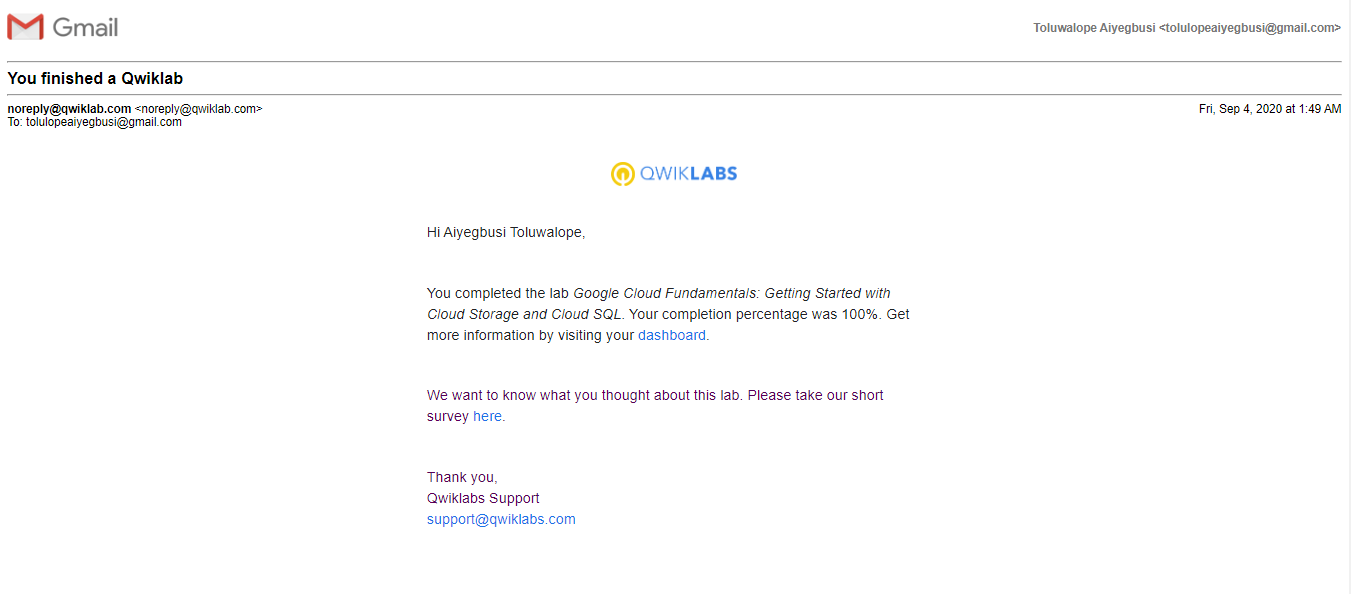 Gmail
Toluwalope Aiyegbusi <tolulopeaiyegbusi@gmail.com>
You finished a Qwiklab
noreply@qwiklab.com <noreply@qwiklab.com>
Fri, Sep 4, 2020 at 1:49 AM
To: tolulopeaiyegbusi@gmail.com
QWIKLABS
Hi Aiyegbusi Toluwalope,
You completed the lab Google Cloud Fundamentals: Getting Started with
Cloud Storage and Cloud SQL. Your completion percentage was 100%. Get
more information by visiting your dashboard.
We want to know what you thought about this lab. Please take our short
survey here.
Thank you,
Qwiklabs Support
support@qwiklabs.com